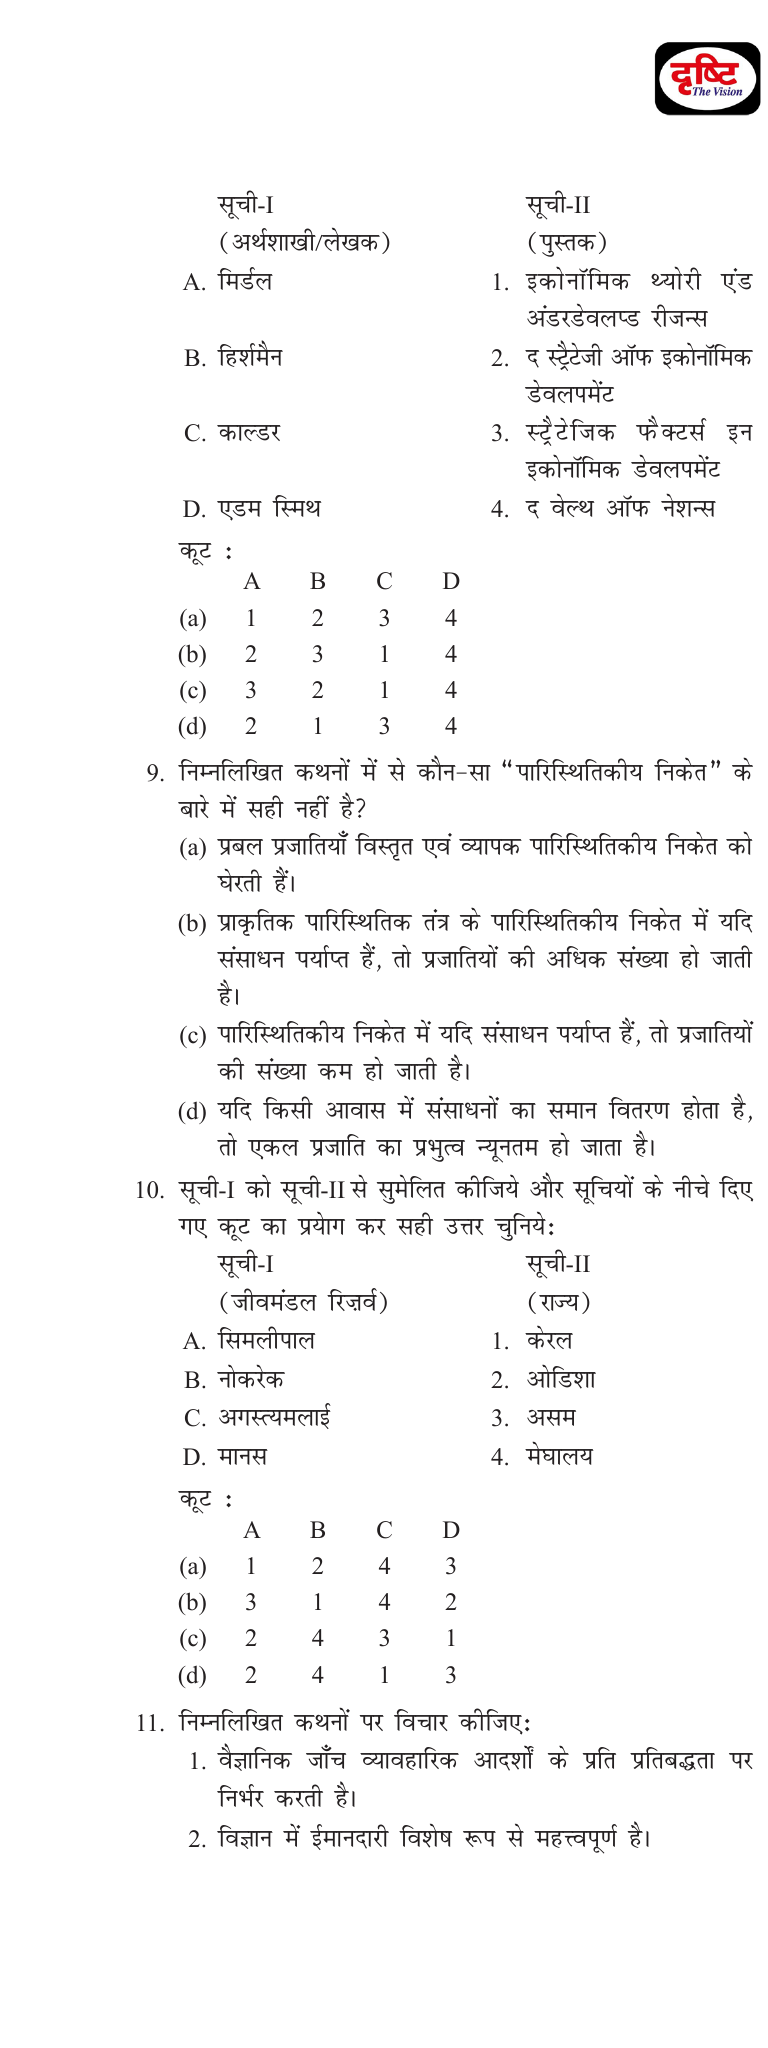 दृष्टि
The Vision
सूची-I सूची-II
(अर्थशाखी/लेखक) (पुस्तक)
A. मिर्डल 1. इकोनॉमिक थ्योरी एंड
अंडरडेवलप्ड रीजन्स
B. हिर्शमैन 2. द स्ट्रैटेजी ऑफ इकोनॉमिक
डेवलपमेंट
C. काल्डर 3. स्ट्रैटेजिक फैक्टर्स इन
इकोनॉमिक डेवलपमेंट
D. एडम स्मिथ 4. द वेल्थ ऑफ नेशन्स
कूट :
A B C D
(a) 1 2 3 4
(b) 2 3 1 4
(c) 3 2 1 4
(d) 2 1 3 4
9. निम्नलिखित कथनों में से कौन-सा “पारिस्थितिकीय निकेत” के
बारे में सही नहीं है?
(a) प्रबल प्रजातियाँ विस्तृत एवं व्यापक पारिस्थितिकीय निकेत को
घेरती हैं।
(b) प्राकृतिक पारिस्थितिक तंत्र के पारिस्थितिकीय निकेत में यदि
संसाधन पर्याप्त हैं, तो प्रजातियों की अधिक संख्या हो जाती
है।
(c) पारिस्थितिकीय निकेत में यदि संसाधन पर्याप्त हैं, तो प्रजातियों
की संख्या कम हो जाती है।
(d) यदि किसी आवास में संसाधनों का समान वितरण होता है,
तो एकल प्रजाति का प्रभुत्व न्यूनतम हो जाता है।
10. सूची-I को सूची-II से सुमेलित कीजिये और सूचियों के नीचे दिए
गए कूट का प्रयेाग कर सही उत्तर चुनिये:
सूची-I सूची-II
(जीवमंडल रिज़र्व) (राज्य)
A. सिमलीपाल 1. केरल
B. नोकरेक 2. ओडिशा
C. अगस्त्यमलाई 3. असम
D. मानस 4. मेघालय
कूट :
A B C D
(a) 1 2 4 3
(b) 3 1 4 2
(c) 2 4 3 1
(d) 2 4 1 3
11. निम्नलिखित कथनों पर विचार कीजिए:
1. वैज्ञानिक जाँच व्यावहारिक आदर्शों के प्रति प्रतिबद्धता पर
निर्भर करती है।
2. विज्ञान में ईमानदारी विशेष रूप से महत्त्वपूर्ण है।